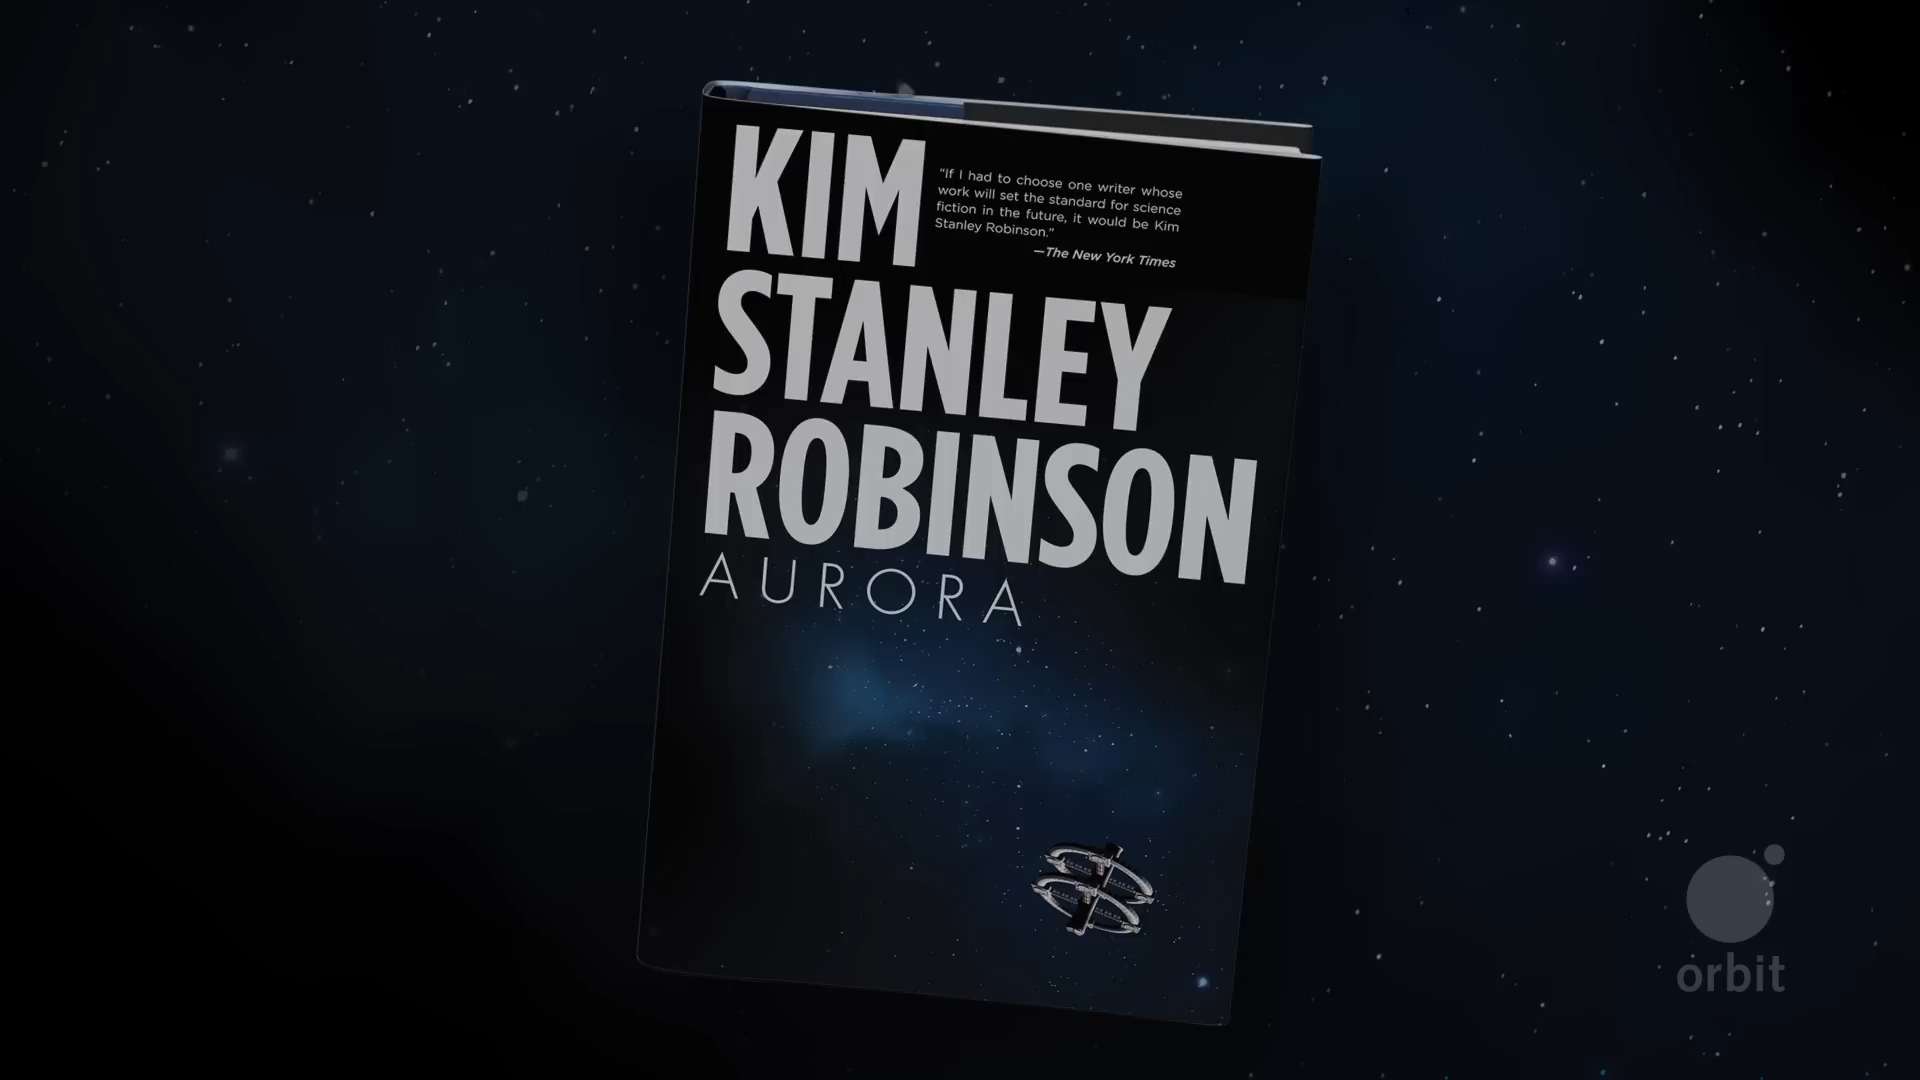 KIM
"If I had to choose one writer whose
work will set the standard for science
fiction in the future, it would be Kim
Stanley Robinson."
—The New York Times
STANLEY
ROBINSON
AURORA
orbit